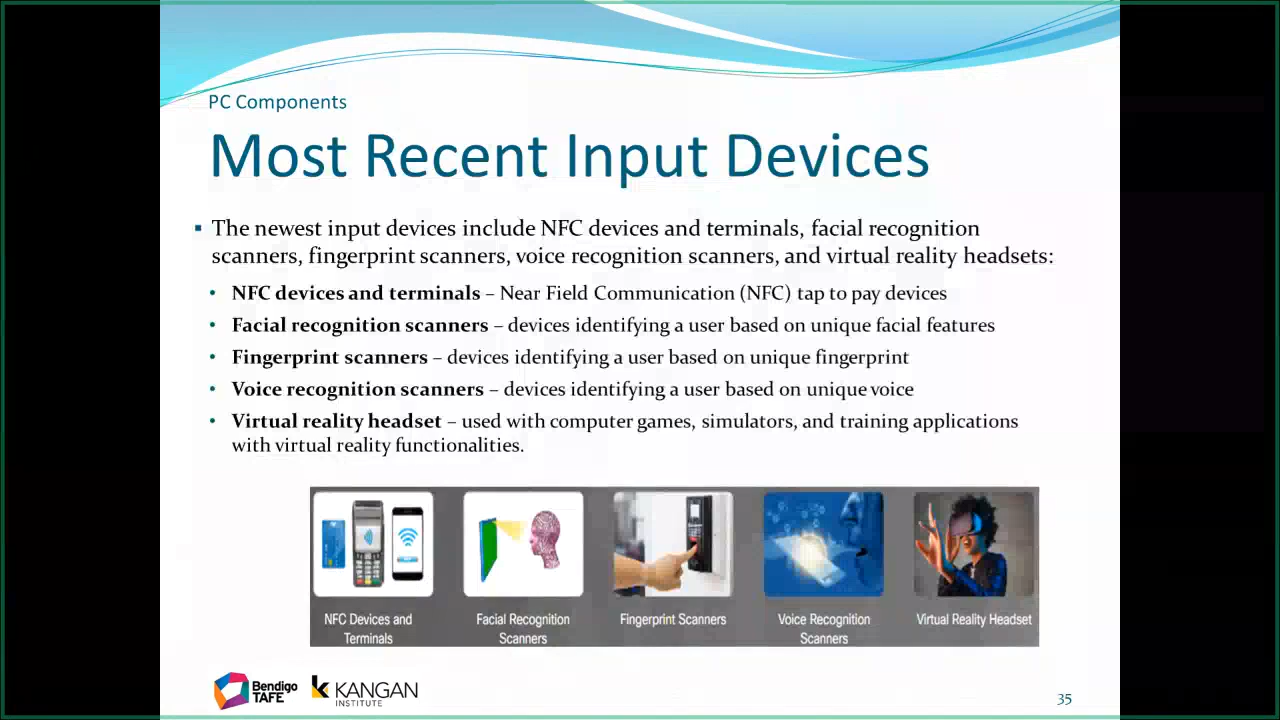 PC Components
Most Recent Input Devices
▪ The newest input devices include NFC devices and terminals, facial recognition
scanners, fingerprint scanners, voice recognition scanners, and virtual reality headsets:
• NFC devices and terminals – Near Field Communication (NFC) tap to pay devices
• Facial recognition scanners – devices identifying a user based on unique facial features
• Fingerprint scanners – devices identifying a user based on unique fingerprint
• Voice recognition scanners – devices identifying a user based on unique voice
• Virtual reality headset – used with computer games, simulators, and training applications
with virtual reality functionalities.
NFC Devices and
Terminals
Facial Recognition
Scanners
Fingerprint Scanners
Voice Recognition
Scanners
Virtual Reality Headset
Bendigo
TAFE
KANGAN
INSTITUTE
35